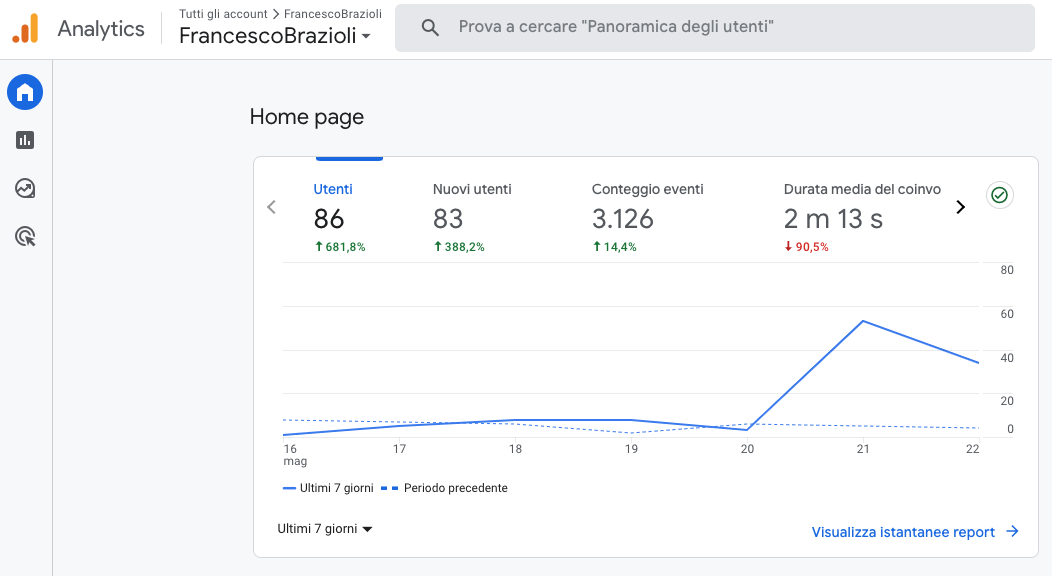 Analytics
Tutti gli account > FrancescoBrazioli
FrancescoBrazioli
Prova a cercare "Panoramica degli utenti"
Home page
Utenti
86
681,8%
Nuovi utenti
83
388,2%
Conteggio eventi
3.126
14,4%
Durata media del coinvo
2 m 13 s
90,5%
80
60
40
20
0
16
mag
17
18
19
20
21
22
Ultimi 7 giorni
Periodo precedente
Ultimi 7 giorni
Visualizza istantanee report